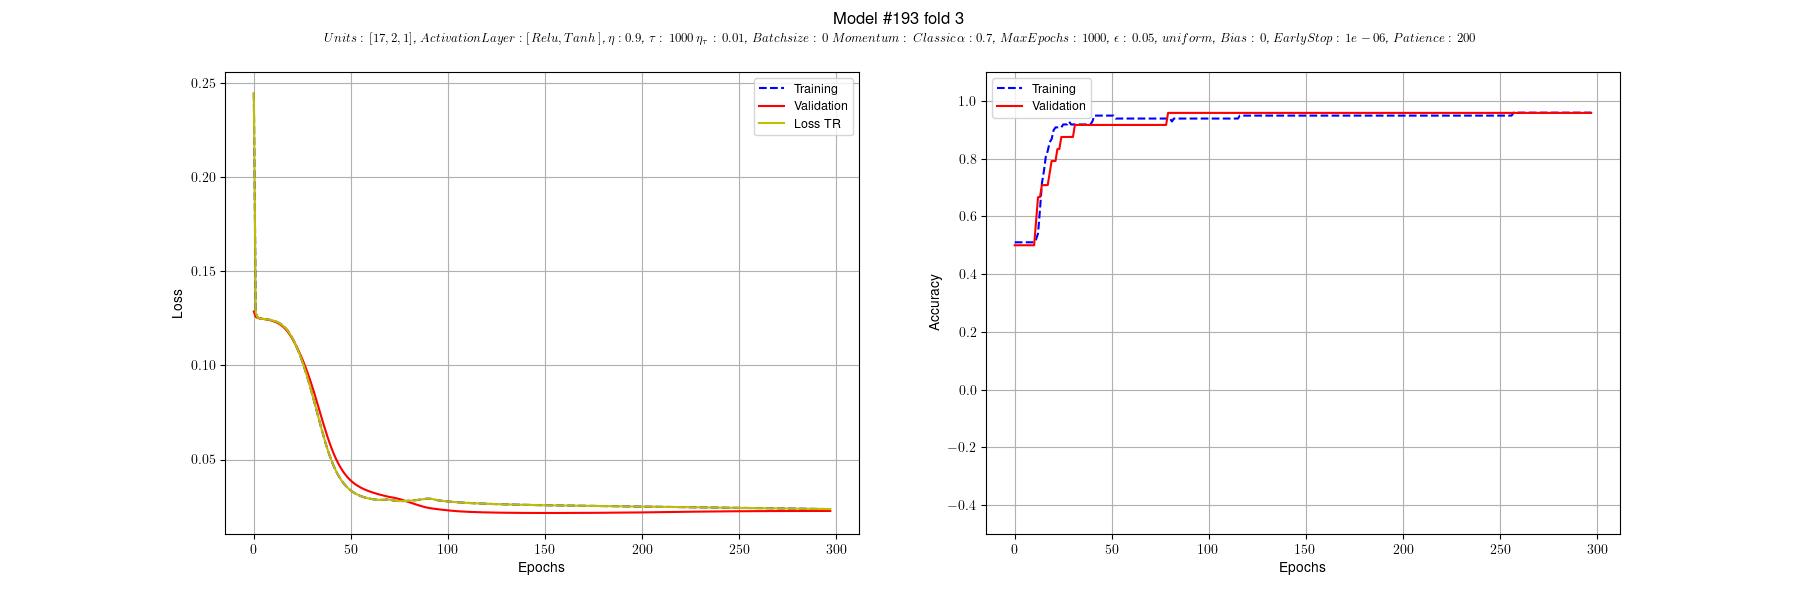 Model #193 fold 3
Units : [17, 2, 1], ActivationLayer : [Relu, Tanh], η : 0.9, τ : 1000 ητ : 0.01, Batchsize : 0 Momentum : Classicα : 0.7, MaxEpochs : 1000, ϵ : 0.05, uniform, Bias : 0, EarlyStop : 1e − 06, Patience : 200
Training
Validation
Loss TR
0.25
0.20
0.15
0.10
0.05
Loss
0 50 100 150 200 250 300
Epochs
Training
Validation
1.0
0.8
0.6
0.4
0.2
0.0
−0.2
−0.4
Accuracy
0 50 100 150 200 250 300
Epochs